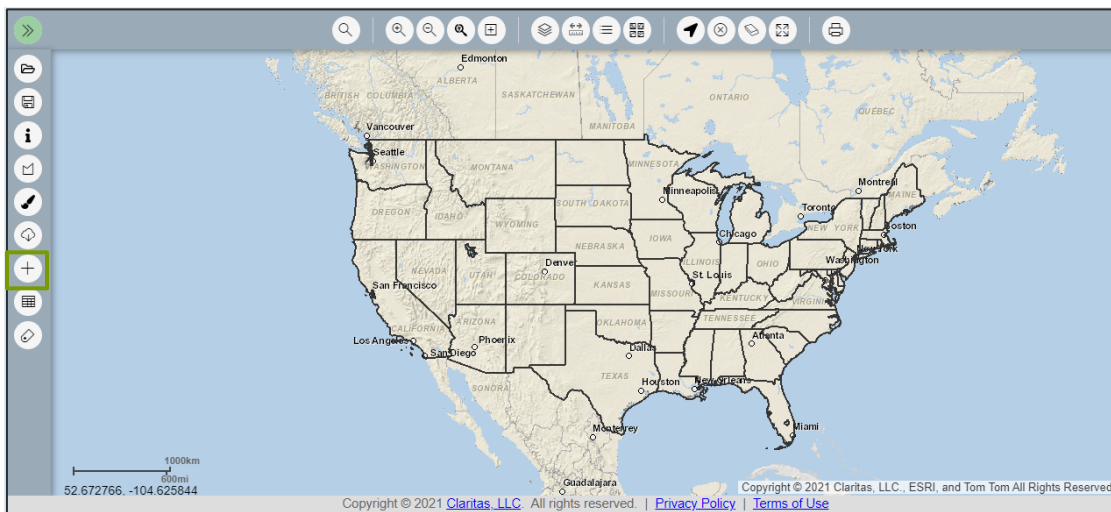 Edmonton
ALBERTA
BRITISH COLUMBIA
SASKATCHEWAN
ONTARIO
MANITOBA
QUÉBEC
Vancouver
Seattle
WASHINGTON
MONTANA
MINNESOTA
Minneapolis
Montreal
MAINE
Toronto
OREGON
IDAHO
WYOMING
SOUTH DAKOTA
NEW YORK
Boston
Chicago
New York
Washington
IOWA
NEBRASKA
NEVADA
UTAH
Denver
COLORADO
ILLINOIS
OHIO
San Francisco
St. Louis
KANSAS
MISSOURI
KENTUCKY
VIRGINIA
CALIFORNIA
ARIZONA
OKLAHOMA
TENNESSEE
Los Angeles
Phoenix
San Diego
Dallas
Atlanta
TEXAS
SONORA
Houston
New Orleans
Monterrey
Miami
1000km
600mi
52.672766, -104.625844
Guadalajara
Copyright © 2021 Claritas, LLC., ESRI, and Tom Tom All Rights Reserved
Copyright © 2021 Claritas, LLC. All rights reserved. | Privacy Policy | Terms of Use